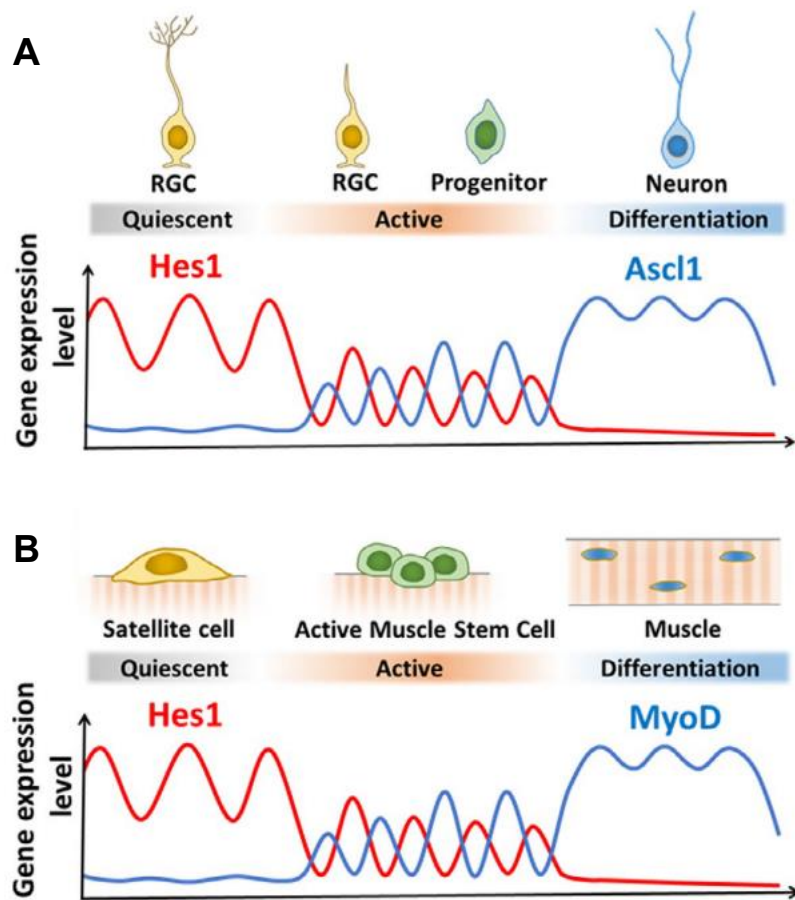 A
RGC
RGC
Progenitor
Neuron
Quiescent
Active
Differentiation
Hes1
Ascl1
Gene expression
level
B
Satellite cell
Active Muscle Stem Cell
Muscle
Quiescent
Active
Differentiation
Hes1
MyoD
Gene expression
level